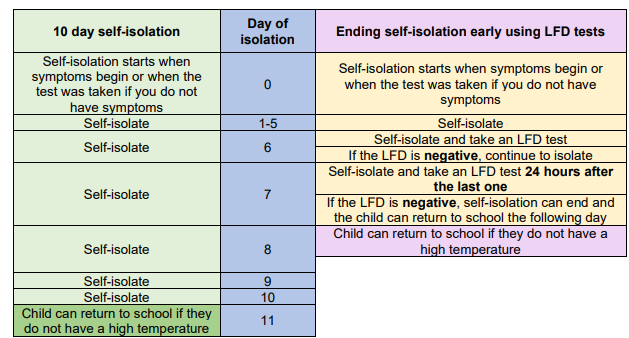 10 day self-isolation
Day of
isolation
Ending self-isolation early using LFD tests
Self-isolation starts when
symptoms begin or when the
test was taken if you do not
have symptoms
0
Self-isolation starts when symptoms begin or
when the test was taken if you do not have
symptoms
Self-isolate
1-5
Self-isolate
Self-isolate
6
Self-isolate and take an LFD test
If the LFD is negative, continue to isolate
Self-isolate
7
Self-isolate and take an LFD test 24 hours after
the last one
If the LFD is negative, self-isolation can end and
the child can return to school the following day
Self-isolate
8
Child can return to school if they do not have a
high temperature
Self-isolate
9
Self-isolate
10
Child can return to school if they
do not have a high temperature
11